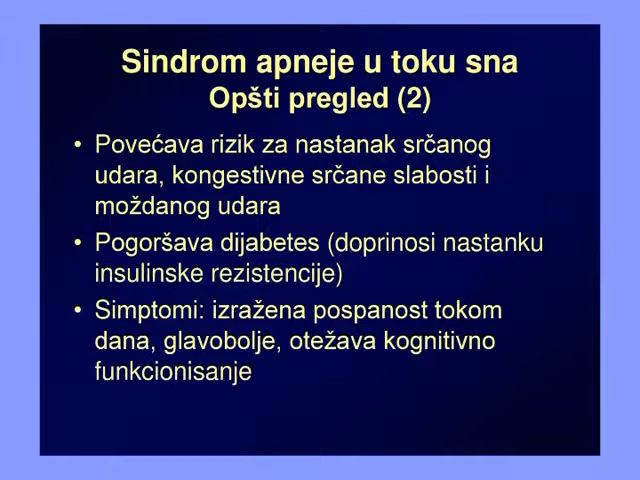 Sindrom apneje u toku sna
Opšti pregled (2)
• Povećava rizik za nastanak srčanog
udara, kongestivne srčane slabosti i
moždanog udara
• Pogoršava dijabetes (doprinosi nastanku
insulinske rezistencije)
• Simptomi: izražena pospanost tokom
dana, glavobolje, otežava kognitivno
funkcionisanje